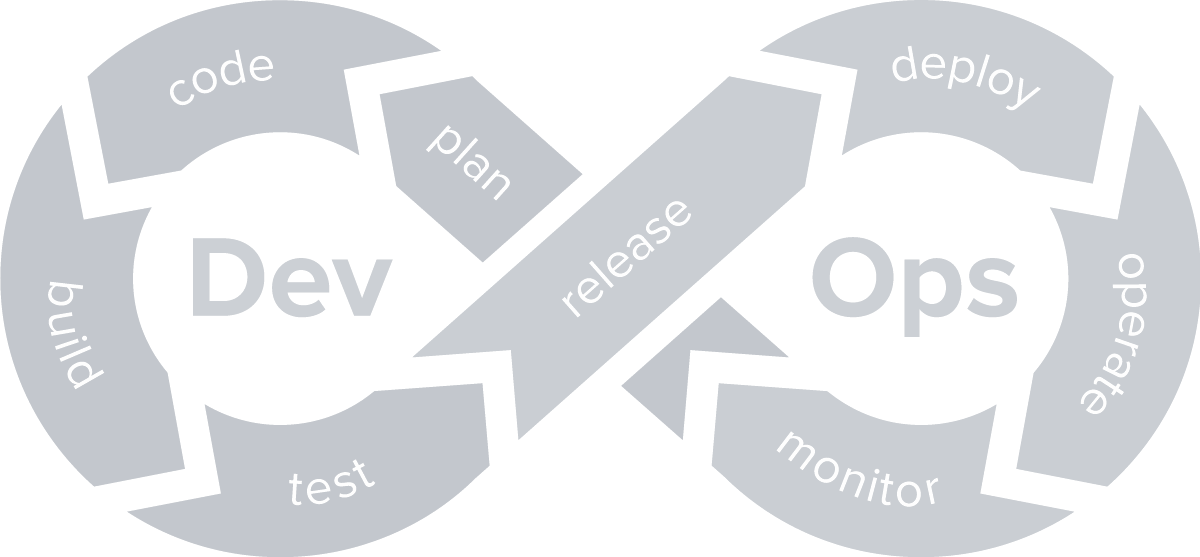 code
plan
build
test
Dev
release
deploy
operate
monitor
Ops